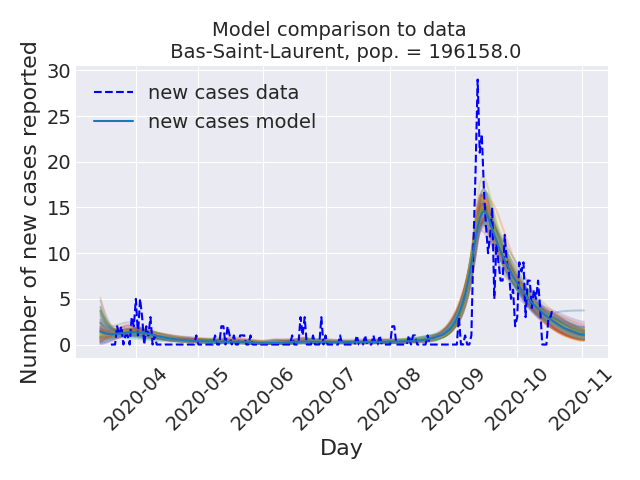 Model comparison to data
Bas-Saint-Laurent, pop. = 196158.0
Number of new cases reported
30
25
20
15
10
5
0
new cases data
new cases model
2020-04
2020-05
2020-06
2020-07
2020-08
2020-09
2020-10
2020-11
Day